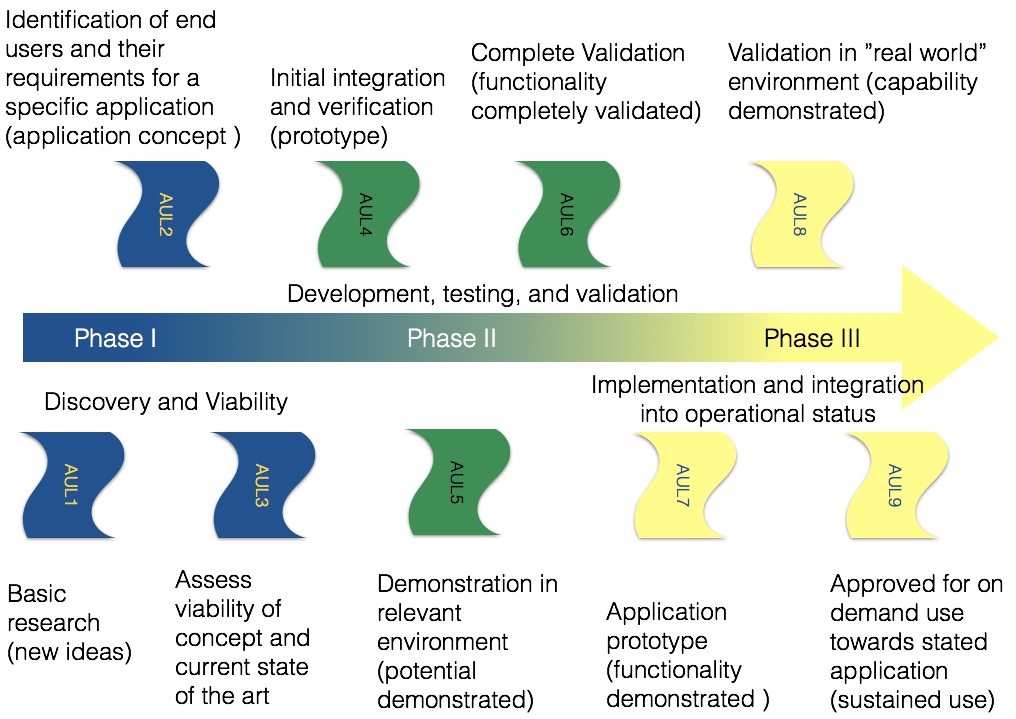 Identification of end
users and their
requirements for a
specific application
(application concept )
Initial integration
and verification
(prototype)
Complete Validation
(functionality
completely validated)
Validation in ”real world”
environment (capability
demonstrated)
AUL2
AUL4
AUL6
AUL8
Development, testing, and validation
Phase I
Phase II
Phase III
Discovery and Viability
Implementation and integration
into operational status
AUL1
AUL3
AUL5
AUL7
AUL9
Basic
research
(new ideas)
Assess
viability of
concept and
current state
of the art
Demonstration in
relevant
environment
(potential
demonstrated)
Application
prototype
(functionality
demonstrated )
Approved for on
demand use
towards stated
application
(sustained use)